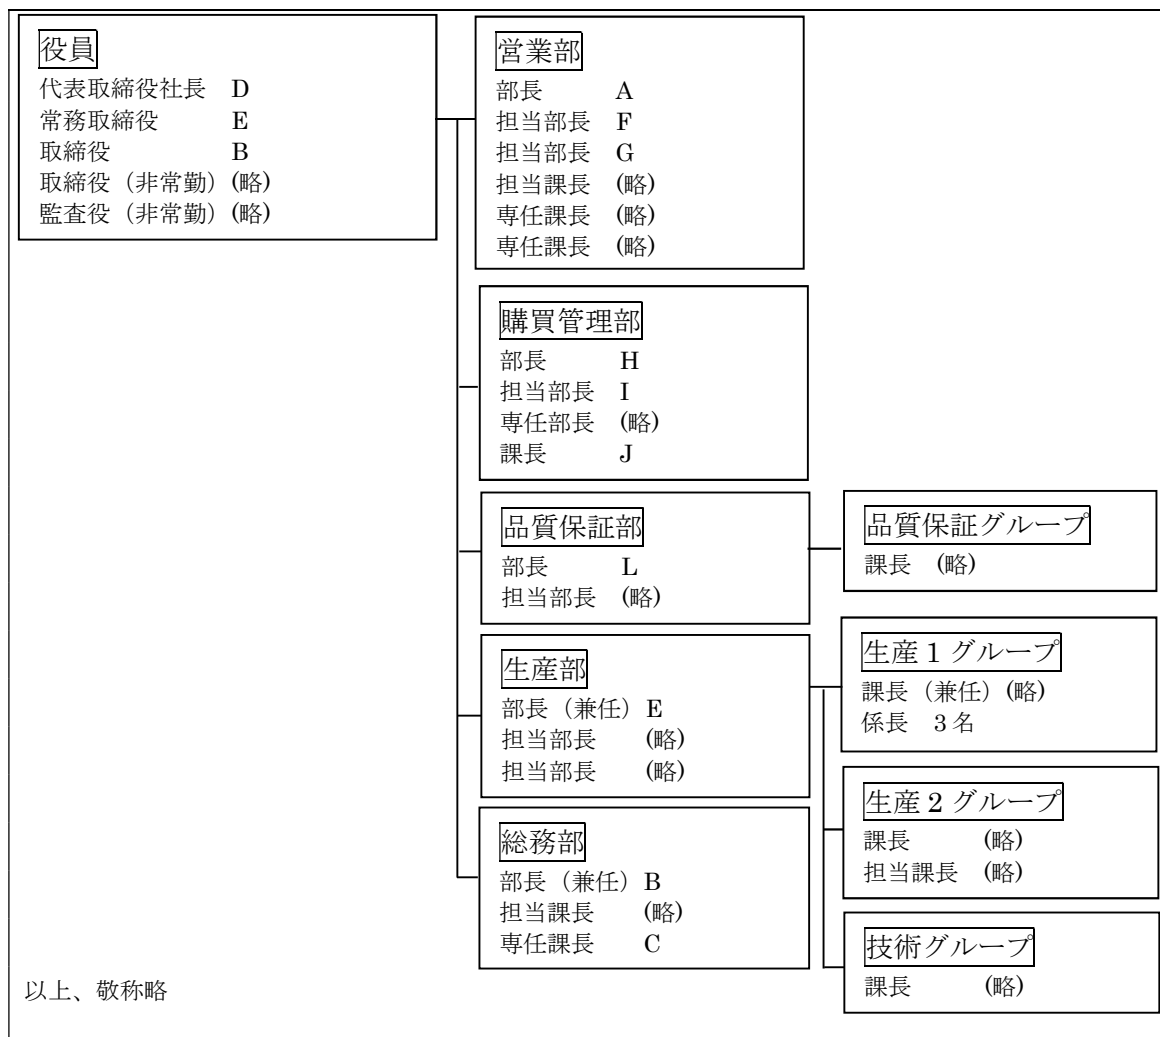 役員
代表取締役社長 D
常務取締役 E
取締役 B
取締役（非常勤）(略)
監査役（非常勤）(略)
営業部
部長 A
担当部長 F
担当部長 G
担当課長 (略)
専任課長 (略)
専任課長 (略)
購買管理部
部長 H
担当部長 I
専任部長 (略)
課長 J
品質保証部
部長 L
担当部長 (略)
品質保証グループ
課長 (略)
生産部
部長（兼任）E
担当部長 (略)
担当部長 (略)
生産 1 グループ
課長（兼任）(略)
係長 3名
生産 2 グループ
課長 (略)
担当課長 (略)
技術グループ
課長 (略)
総務部
部長（兼任）B
担当課長 (略)
専任課長 C
以上、敬称略